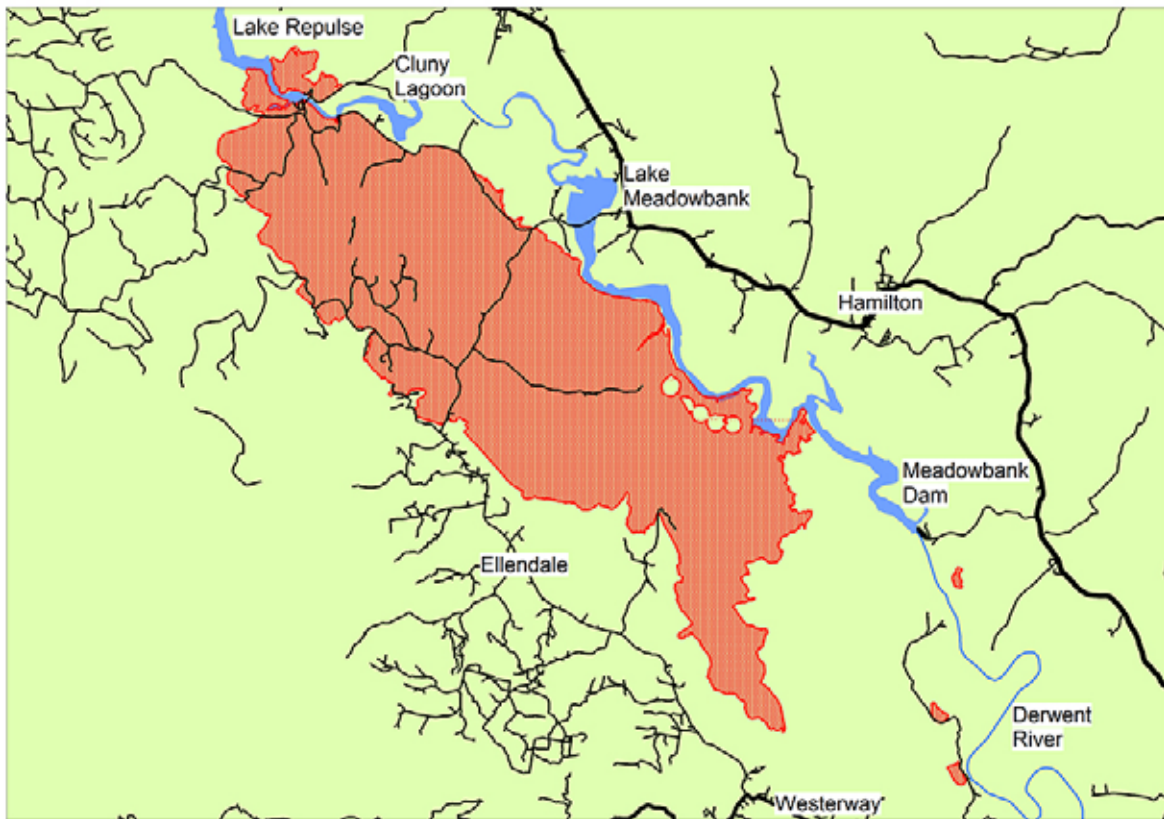 Lake Repulse
Cluny
Lagoon
Lake
Meadowbank
Hamilton
Meadowbank
Dam
Ellendale
Derwent
River
Westerway